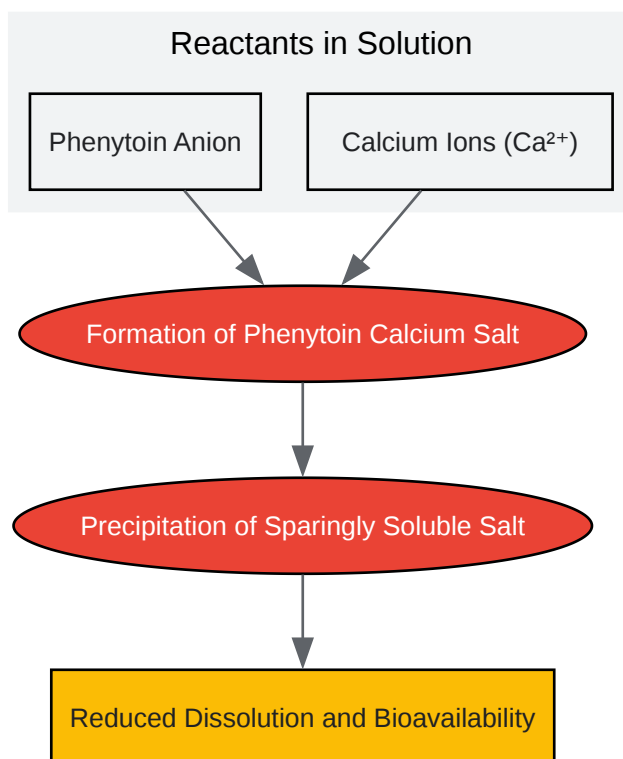 Reactants in Solution
Phenytoin Anion
Calcium Ions (Ca²⁺)
Formation of Phenytoin Calcium Salt
Precipitation of Sparingly Soluble Salt
Reduced Dissolution and Bioavailability